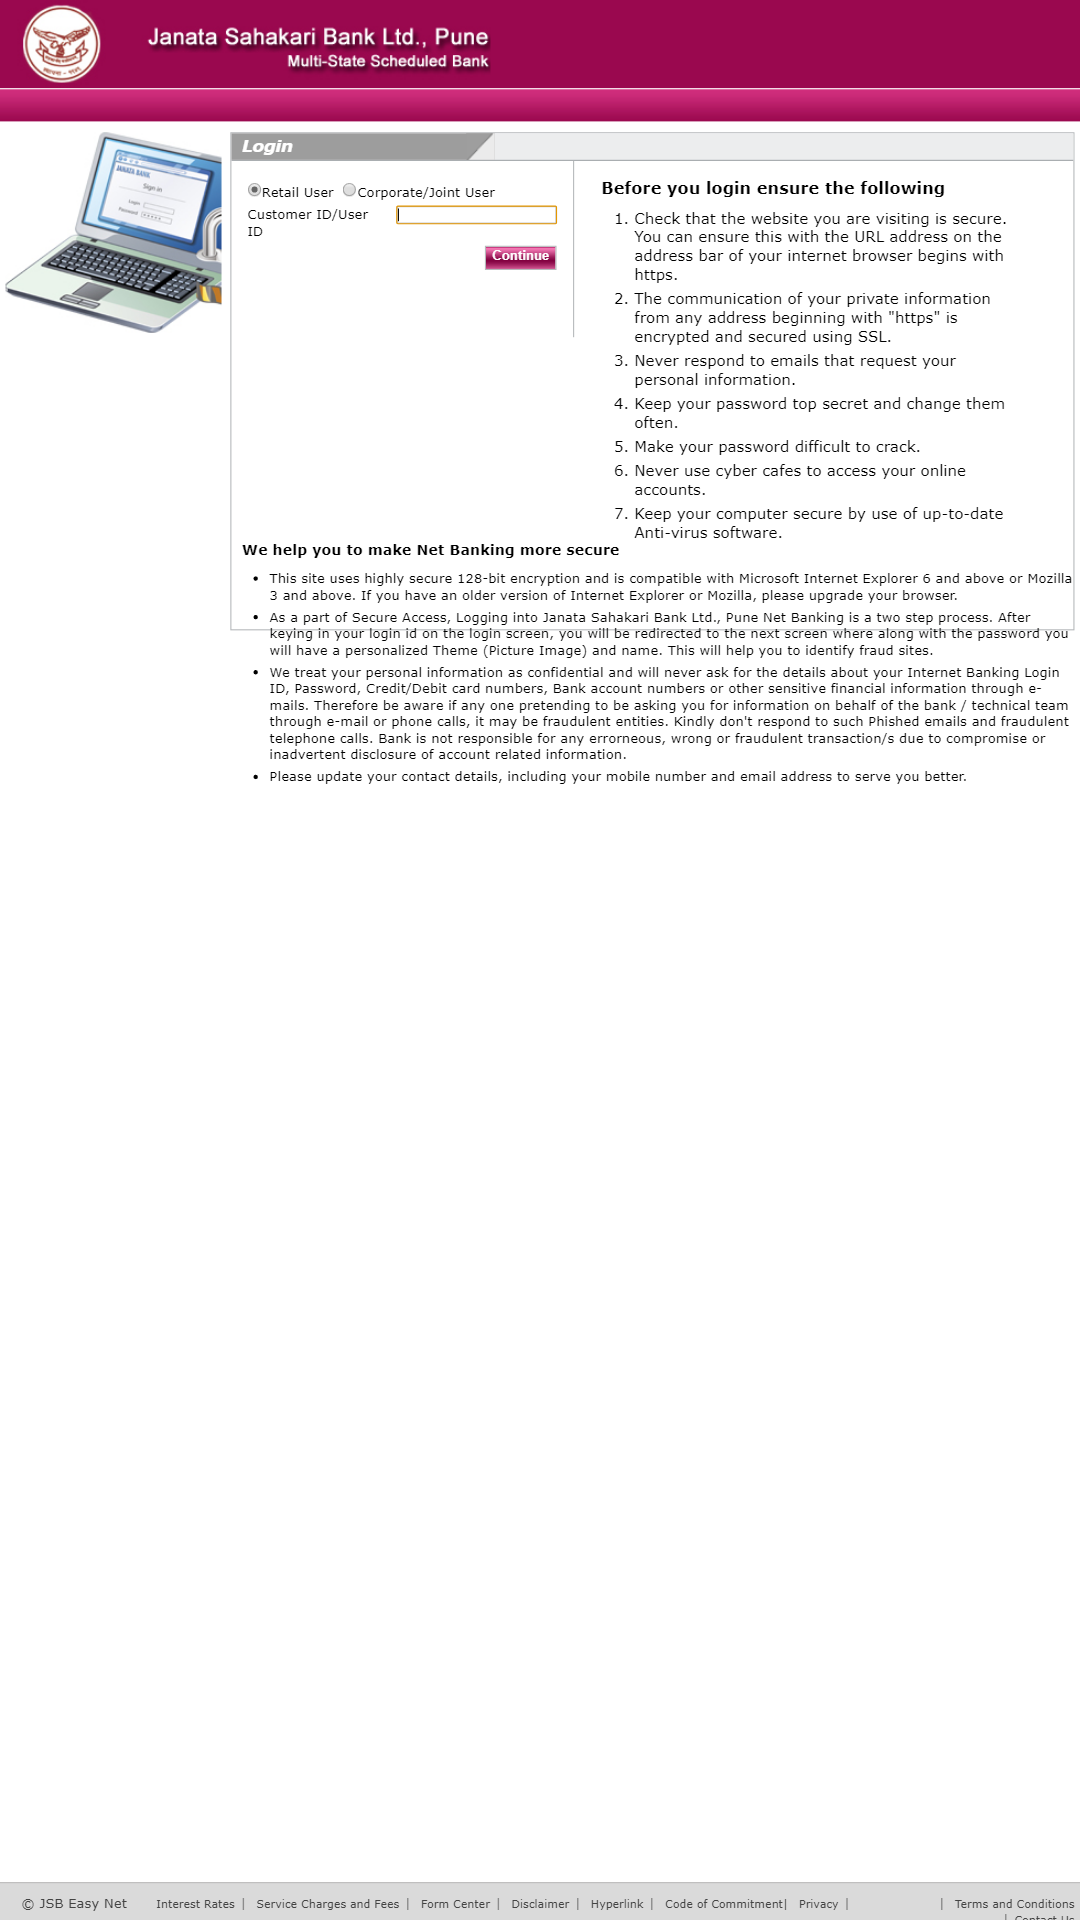 Janata Sahakari Bank Ltd., Pune
Multi-State Scheduled Bank
JANATA BANK
Sign in
Login
Password
Login
Retail User Corporate/Joint User
Customer ID/User
ID
Continue
Before you login ensure the following
1. Check that the website you are visiting is secure.
You can ensure this with the URL address on the
address bar of your internet browser begins with
https.
2. The communication of your private information
from any address beginning with "https" is
encrypted and secured using SSL.
3. Never respond to emails that request your
personal information.
4. Keep your password top secret and change them
often.
5. Make your password difficult to crack.
6. Never use cyber cafes to access your online
accounts.
7. Keep your computer secure by use of up-to-date
Anti-virus software.
We help you to make Net Banking more secure
• This site uses highly secure 128-bit encryption and is compatible with Microsoft Internet Explorer 6 and above or Mozilla
3 and above. If you have an older version of Internet Explorer or Mozilla, please upgrade your browser.
• As a part of Secure Access, Logging into Janata Sahakari Bank Ltd., Pune Net Banking is a two step process. After
keying in your login id on the login screen, you will be redirected to the next screen where along with the password you
will have a personalized Theme (Picture Image) and name. This will help you to identify fraud sites.
• We treat your personal information as confidential and will never ask for the details about your Internet Banking Login
ID, Password, Credit/Debit card numbers, Bank account numbers or other sensitive financial information through e-
mails. Therefore be aware if any one pretending to be asking you for information on behalf of the bank / technical team
through e-mail or phone calls, it may be fraudulent entities. Kindly don't respond to such Phished emails and fraudulent
telephone calls. Bank is not responsible for any errorneous, wrong or fraudulent transaction/s due to compromise or
inadvertent disclosure of account related information.
• Please update your contact details, including your mobile number and email address to serve you better.
© JSB Easy Net Interest Rates | Service Charges and Fees | Form Center | Disclaimer | Hyperlink | Code of Commitment| Privacy | | Terms and Conditions
| Contact Us